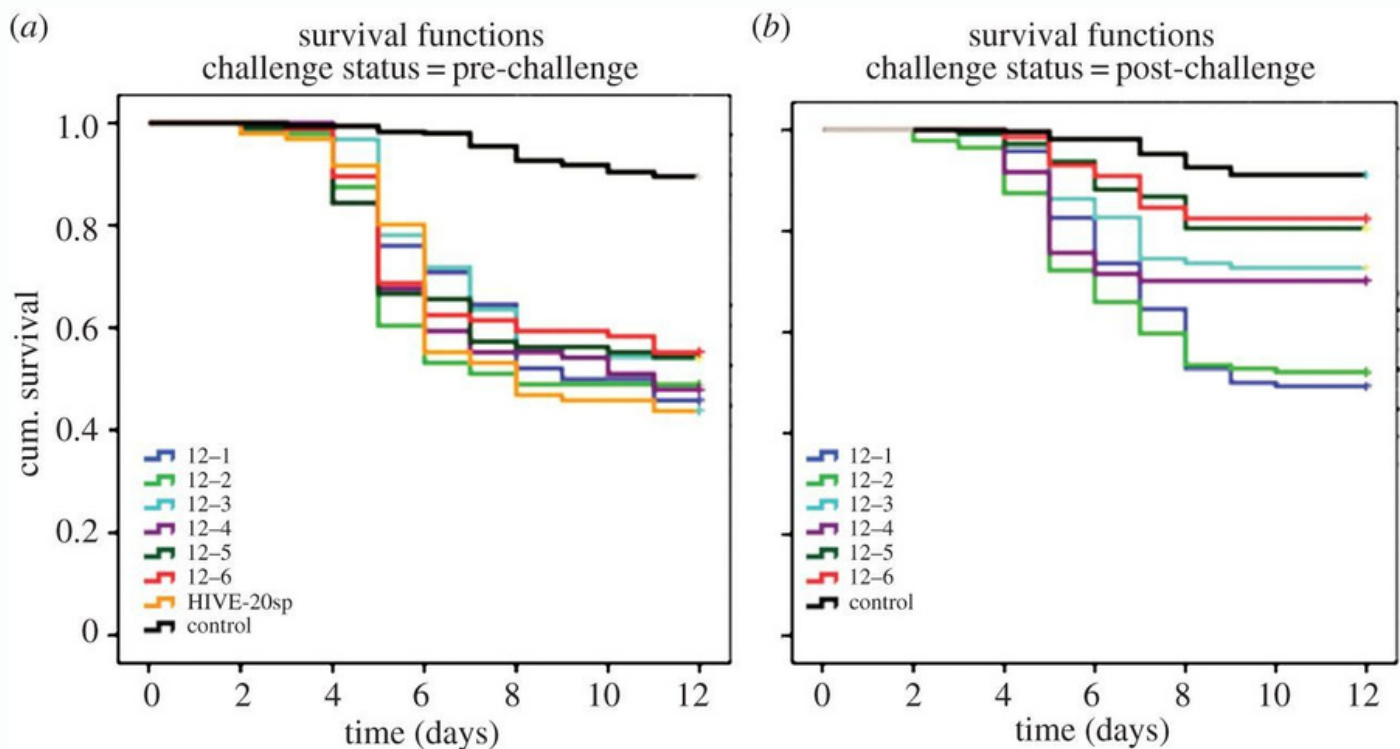 (a)
survival functions
challenge status = pre-challenge
cum. survival
1.0
0.8
0.6
0.4
0.2
0
12–1
12–2
12–3
12–4
12–5
12–6
HIVE-20sp
control
0 2 4 6 8 10 12
time (days)
(b)
survival functions
challenge status = post-challenge
12–1
12–2
12–3
12–4
12–5
12–6
control
0 2 4 6 8 10 12
time (days)